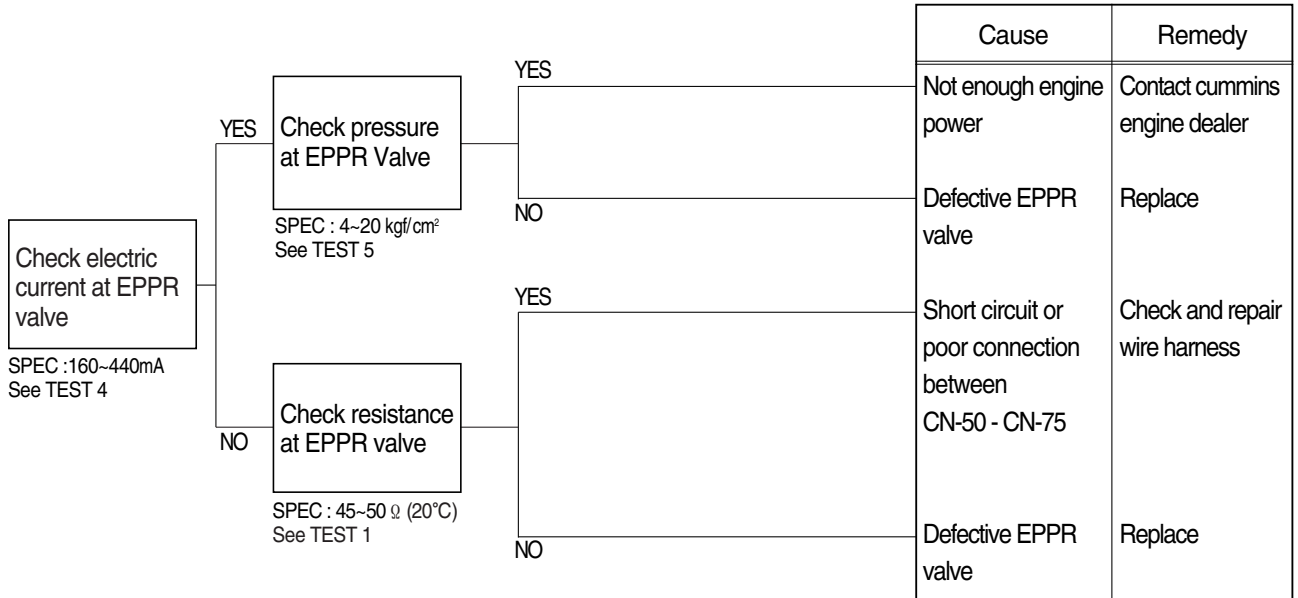 Check electric
current at EPPR
valve
SPEC :160~440mA
See TEST 4
YES
Check pressure
at EPPR Valve
SPEC : 4~20 kgf/cm²
See TEST 5
NO
Check resistance
at EPPR valve
SPEC : 45~50 Ω (20°C)
See TEST 1
YES
NO
YES
NO
Cause
Remedy
Not enough engine
power
Contact cummins
engine dealer
Defective EPPR
valve
Replace
Short circuit or
poor connection
between
CN-50 - CN-75
Check and repair
wire harness
Defective EPPR
valve
Replace